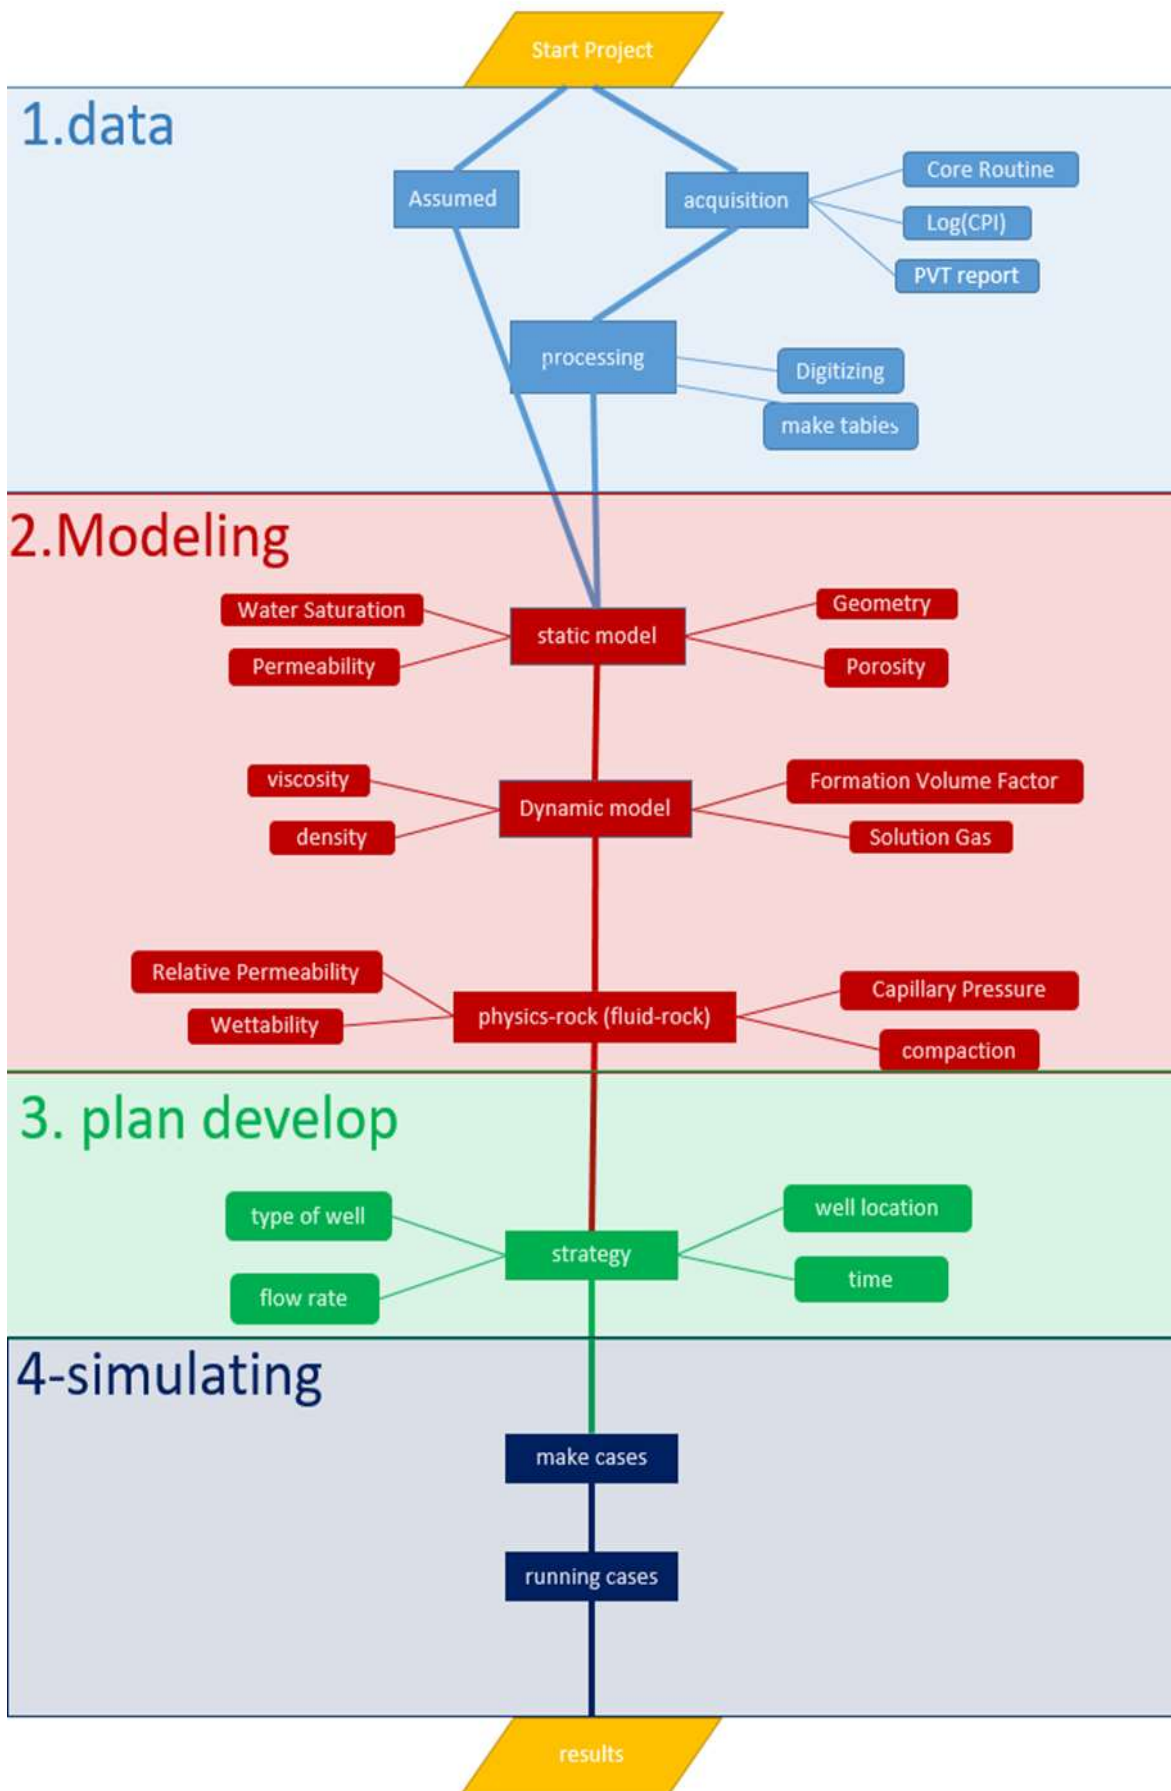 Start Project
1.data
Assumed
acquisition
Core Routine
Log(CPI)
PVT report
processing
Digitizing
make tables
2.Modeling
Water Saturation
Permeability
static model
Geometry
Porosity
viscosity
density
Dynamic model
Formation Volume Factor
Solution Gas
Relative Permeability
Wettability
physics-rock (fluid-rock)
Capillary Pressure
compaction
3. plan develop
type of well
flow rate
strategy
well location
time
4-simulating
make cases
running cases
results